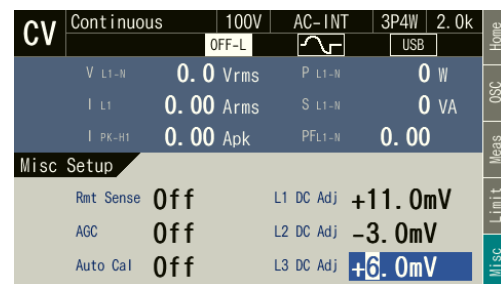 CV Continuous 100V AC-INT 3P4W 2.0k
OFF-L USB
V L1-N 0.0 Vrms P L1-N 0 W
I L1 0.00 Arms S L1-N 0 VA
I PK-H1 0.00 Apk PFL1-N 0.00
Misc Setup
Rmt Sense Off L1 DC Adj +11.0mV
AGC Off L2 DC Adj -3.0mV
Auto Cal Off L3 DC Adj +6.0mV
Home
OSC
Meas
Limit
Misc